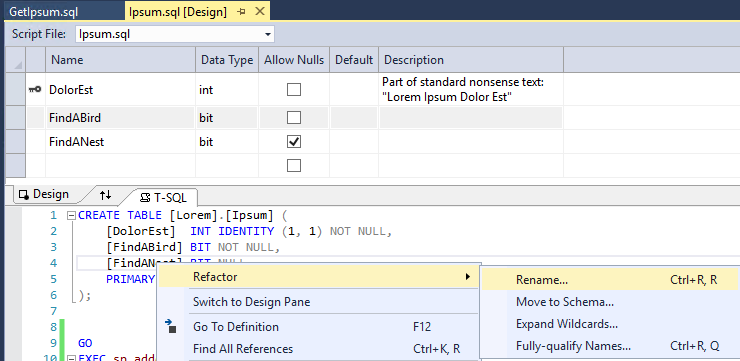 GetIpsum.sql Ipsum.sql [Design]
Script File: Ipsum.sql
Name Data Type Allow Nulls Default Description
DolorEst int Part of standard nonsense text:
"Lorem Ipsum Dolor Est"
FindABird bit
FindANest bit
Design T-SQL
1 CREATE TABLE [Lorem].[Ipsum] (
2 [DolorEst] INT IDENTITY (1, 1) NOT NULL,
3 [FindABird] BIT NOT NULL,
4 [FindANest] BIT NULL,
5 PRIMARY
6 );
7
8
9 GO
10 EXEC sp_add
Refactor
Switch to Design Pane
Go To Definition F12
Find All References Ctrl+K, R
Rename... Ctrl+R, R
Move to Schema...
Expand Wildcards...
Fully-qualify Names... Ctrl+R, Q